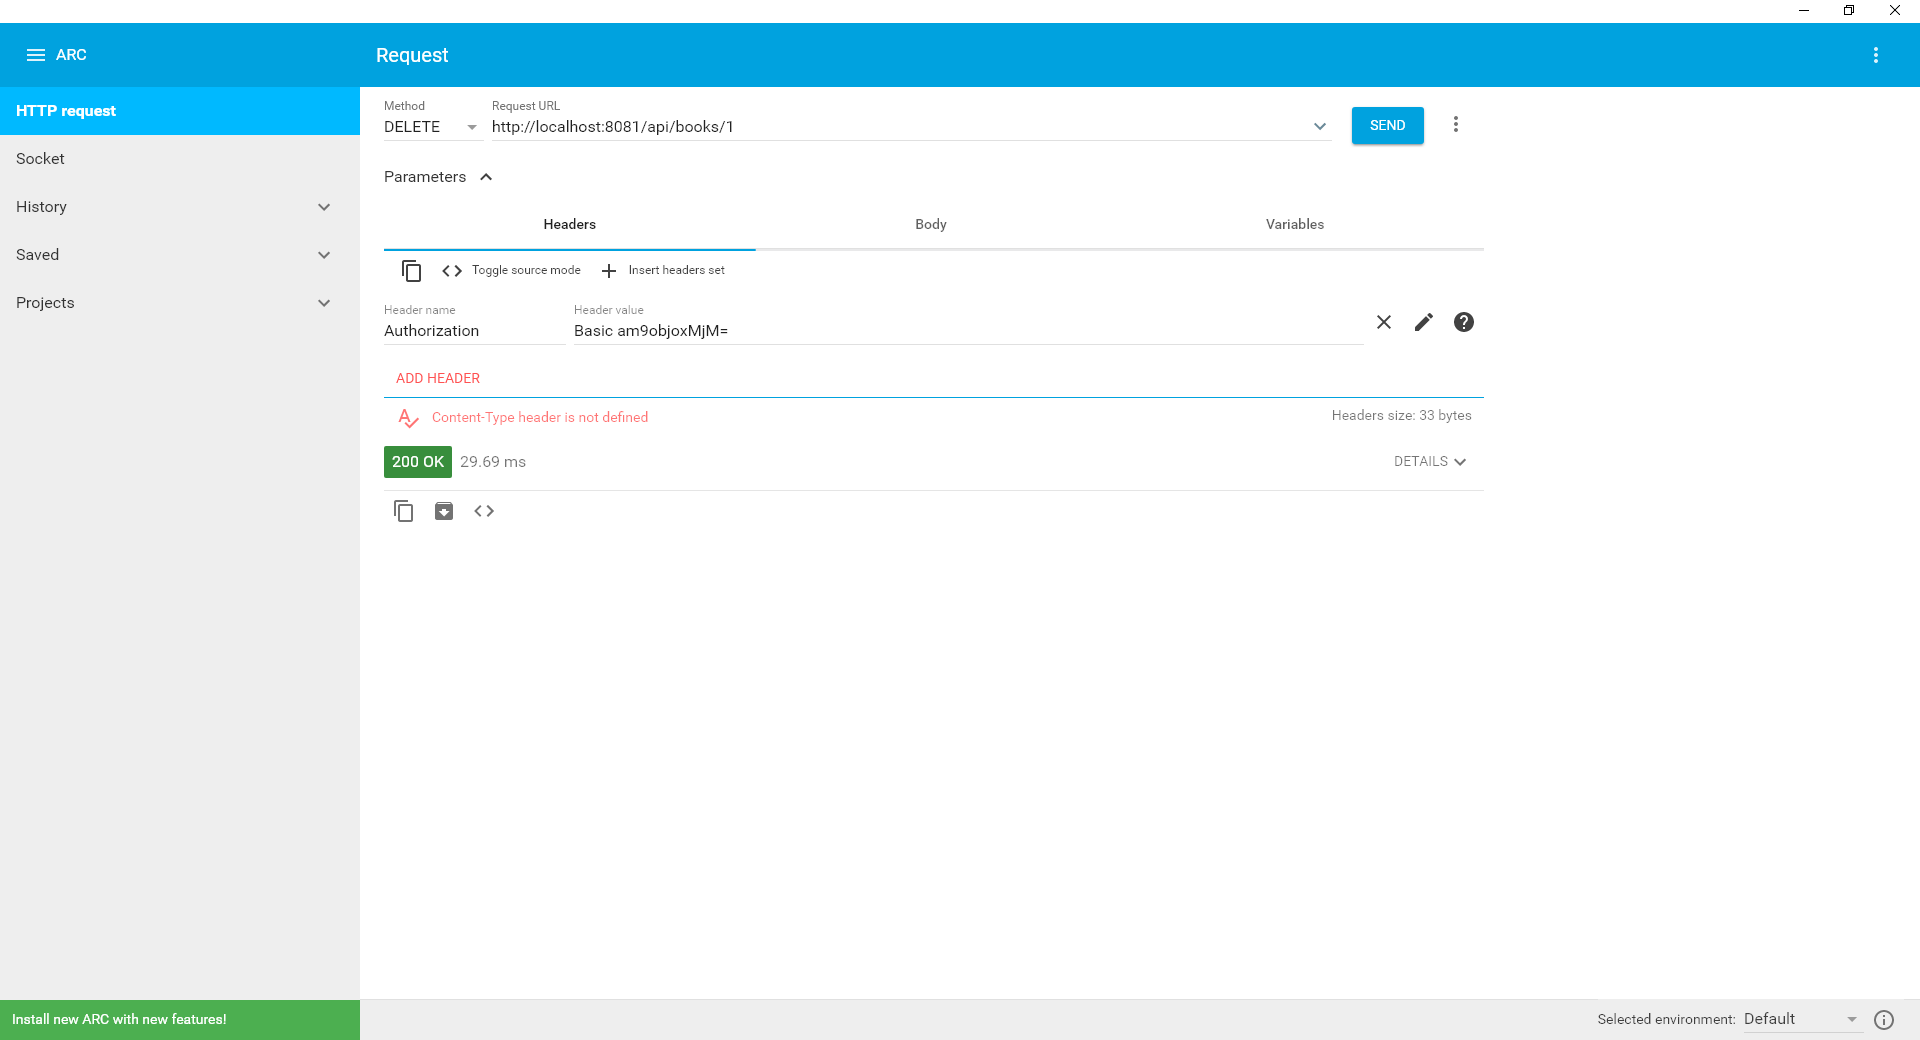 ARC
Request
HTTP request
Socket
History
Saved
Projects
Method
DELETE
Request URL
http://localhost:8081/api/books/1
SEND
Parameters
Headers
Body
Variables
Toggle source mode
Insert headers set
Header name
Authorization
Header value
Basic am9objoxMjM=
ADD HEADER
Content-Type header is not defined
Headers size: 33 bytes
200 OK
29.69 ms
DETAILS
Install new ARC with new features!
Selected environment:
Default